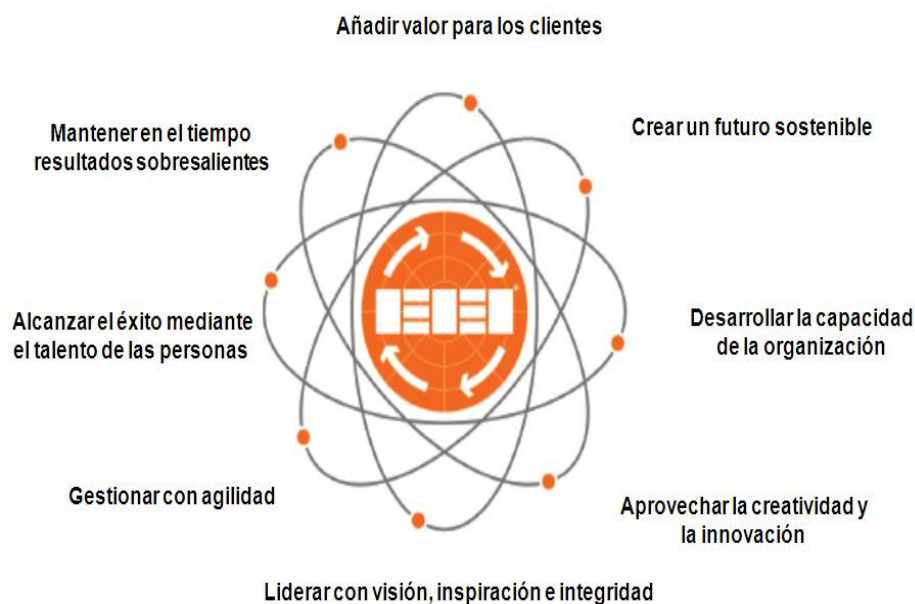 Añadir valor para los clientes
Crear un futuro sostenible
Desarrollar la capacidad
de la organización
Aprovechar la creatividad y
la innovación
Liderar con visión, inspiración e integridad
Gestionar con agilidad
Alcanzar el éxito mediante
el talento de las personas
Mantener en el tiempo
resultados sobresalientes